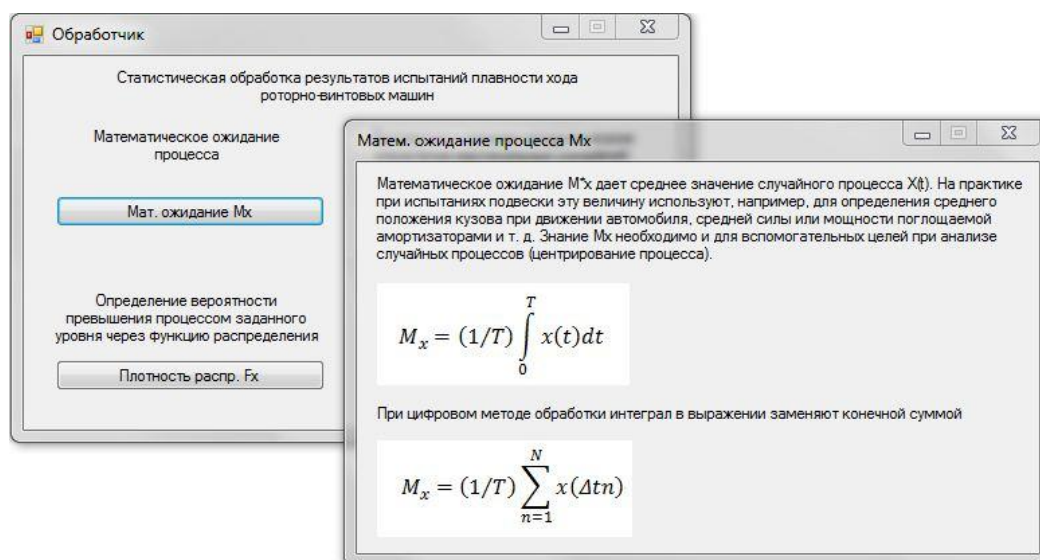 Обработчик
Статистическая обработка результатов испытаний плавности хода
роторно-винтовых машин
Математическое ожидание
процесса
Мат. ожидание Mx
Определение вероятности
превышения процессом заданного
уровня через функцию распределения
Плотность распр. Fx
Матем. ожидание процесса Mx
Математическое ожидание M*x дает среднее значение случайного процесса X(t). На практике
при испытаниях подвески эту величину используют, например, для определения среднего
положения кузова при движении автомобиля, средней силы или мощности поглощаемой
амортизаторами и т. д. Знание Mx необходимо и для вспомогательных целей при анализе
случайных процессов (центрирование процесса).
M_x = (1/T) ∫_0^T x(t)dt
При цифровом методе обработки интеграл в выражении заменяют конечной суммой
M_x = (1/T) ∑_{n=1}^N x(Δtn)